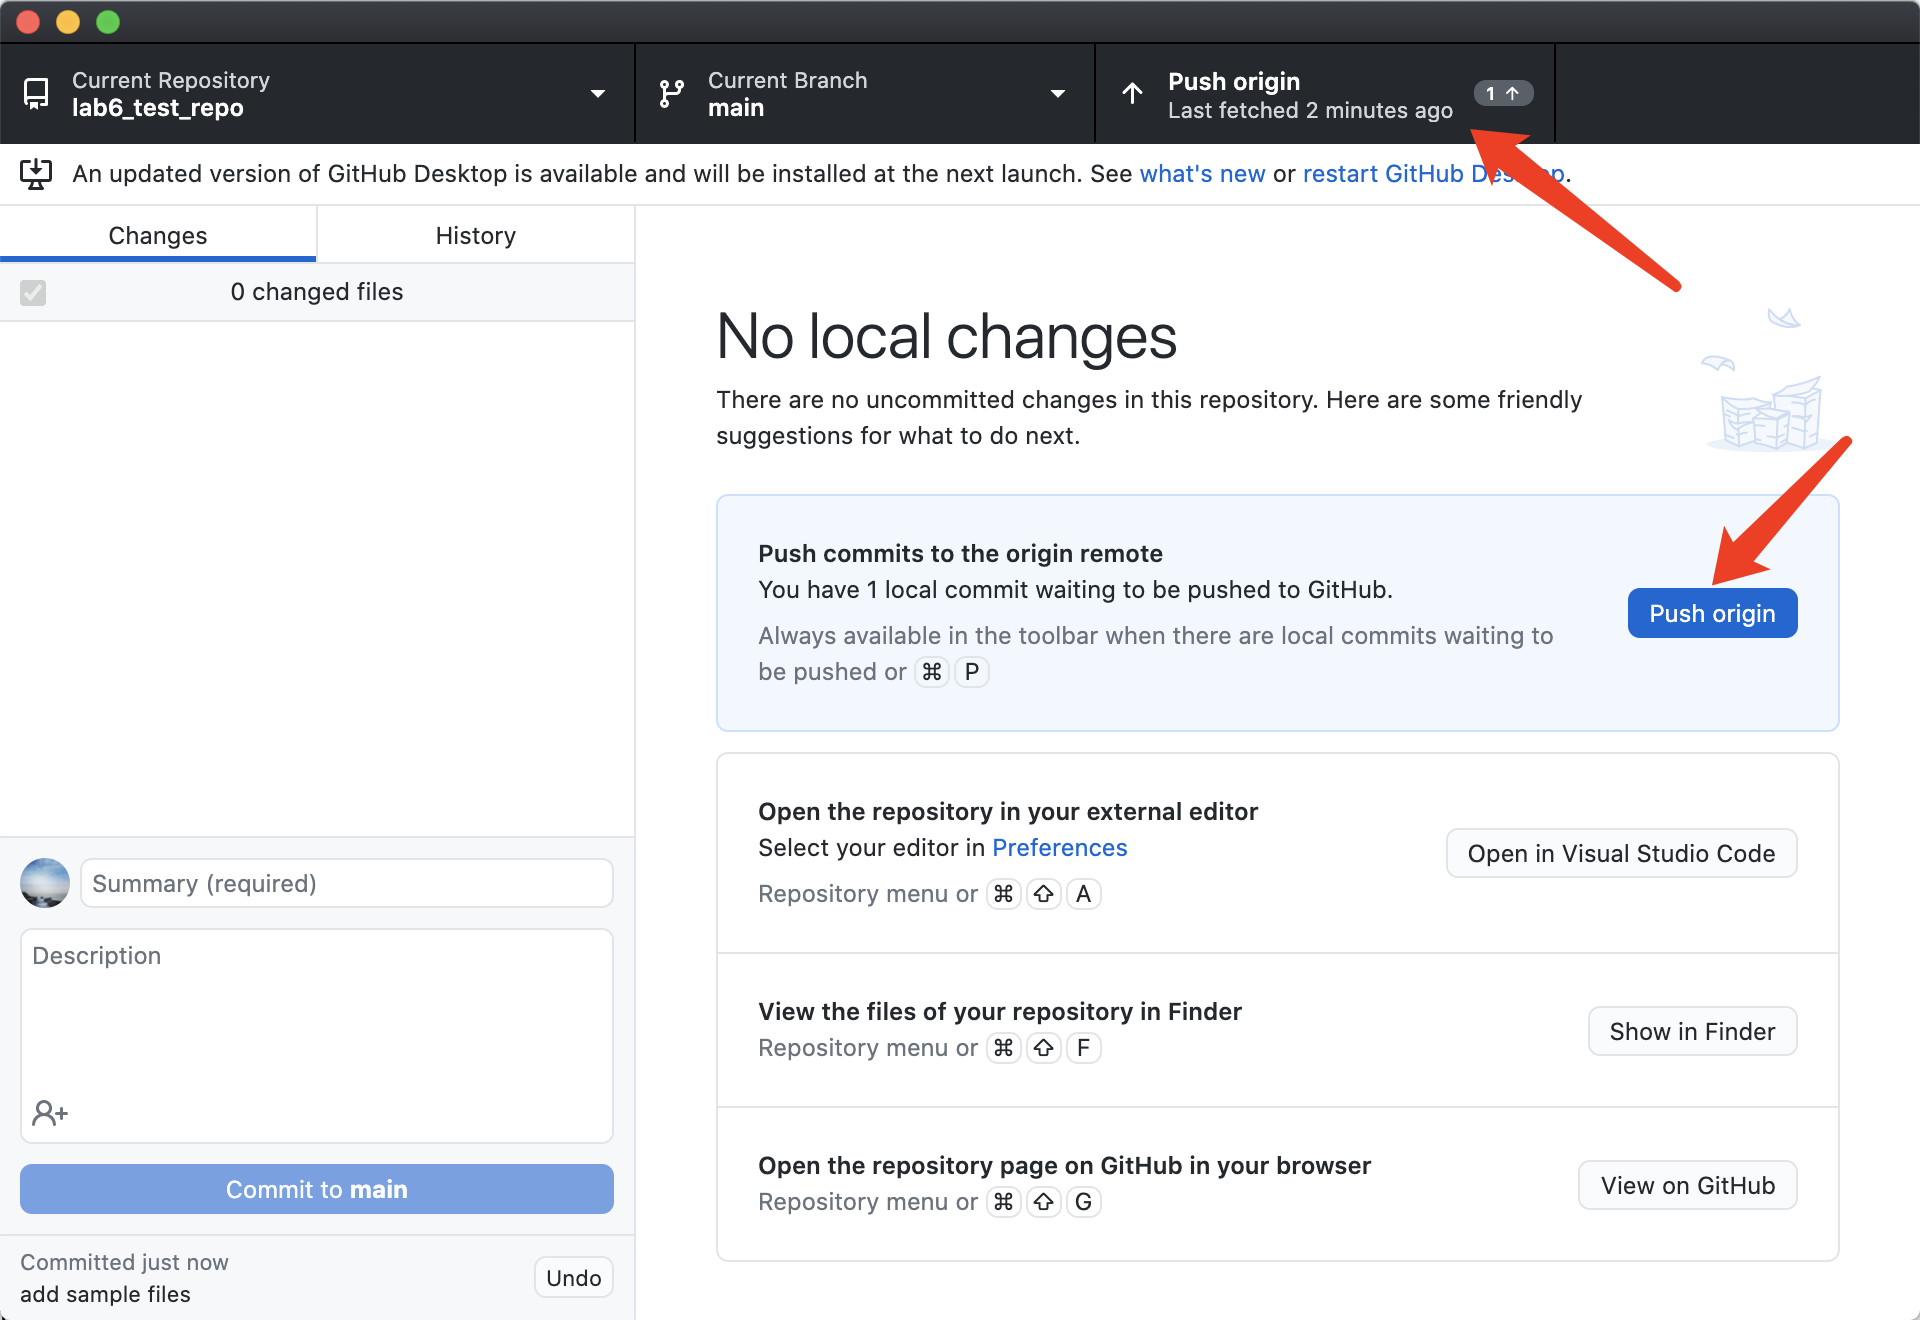 Current Repository
lab6_test_repo
Current Branch
main
Push origin
Last fetched 2 minutes ago
1 ↑
An updated version of GitHub Desktop is available and will be installed at the next launch. See what's new or restart GitHub Desktop.
Changes
History
0 changed files
No local changes
There are no uncommitted changes in this repository. Here are some friendly
suggestions for what to do next.
Push commits to the origin remote
You have 1 local commit waiting to be pushed to GitHub.
Always available in the toolbar when there are local commits waiting to
be pushed or ⌘ P
Push origin
Open the repository in your external editor
Select your editor in Preferences
Repository menu or ⌘ ⇧ A
Open in Visual Studio Code
View the files of your repository in Finder
Repository menu or ⌘ ⇧ F
Show in Finder
Open the repository page on GitHub in your browser
Repository menu or ⌘ ⇧ G
View on GitHub
Summary (required)
Description
Commit to main
Committed just now
add sample files
Undo